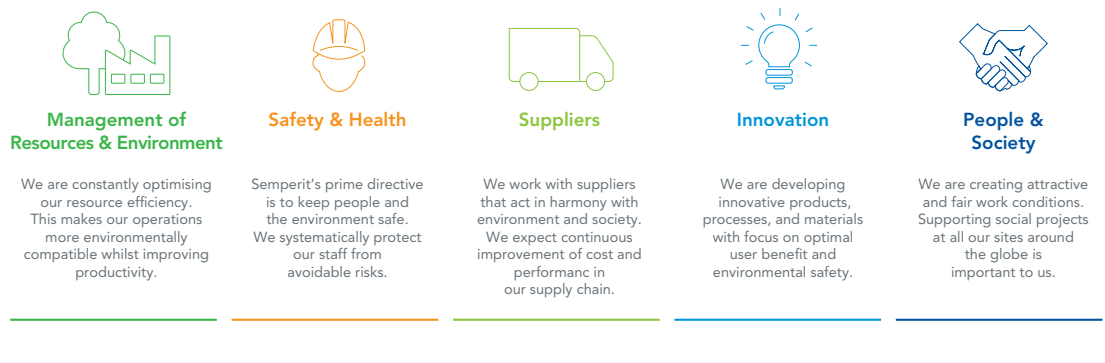 Management of
Resources & Environment
We are constantly optimising
our resource efficiency.
This makes our operations
more environmentally
compatible whilst improving
productivity.
Safety & Health
Semperit's prime directive
is to keep people and
the environment safe.
We systematically protect
our staff from
avoidable risks.
Suppliers
We work with suppliers
that act in harmony with
environment and society.
We expect continuous
improvement of cost and
performanc in
our supply chain.
Innovation
We are developing
innovative products,
processes, and materials
with focus on optimal
user benefit and
environmental safety.
People &
Society
We are creating attractive
and fair work conditions.
Supporting social projects
at all our sites around
the globe is
important to us.